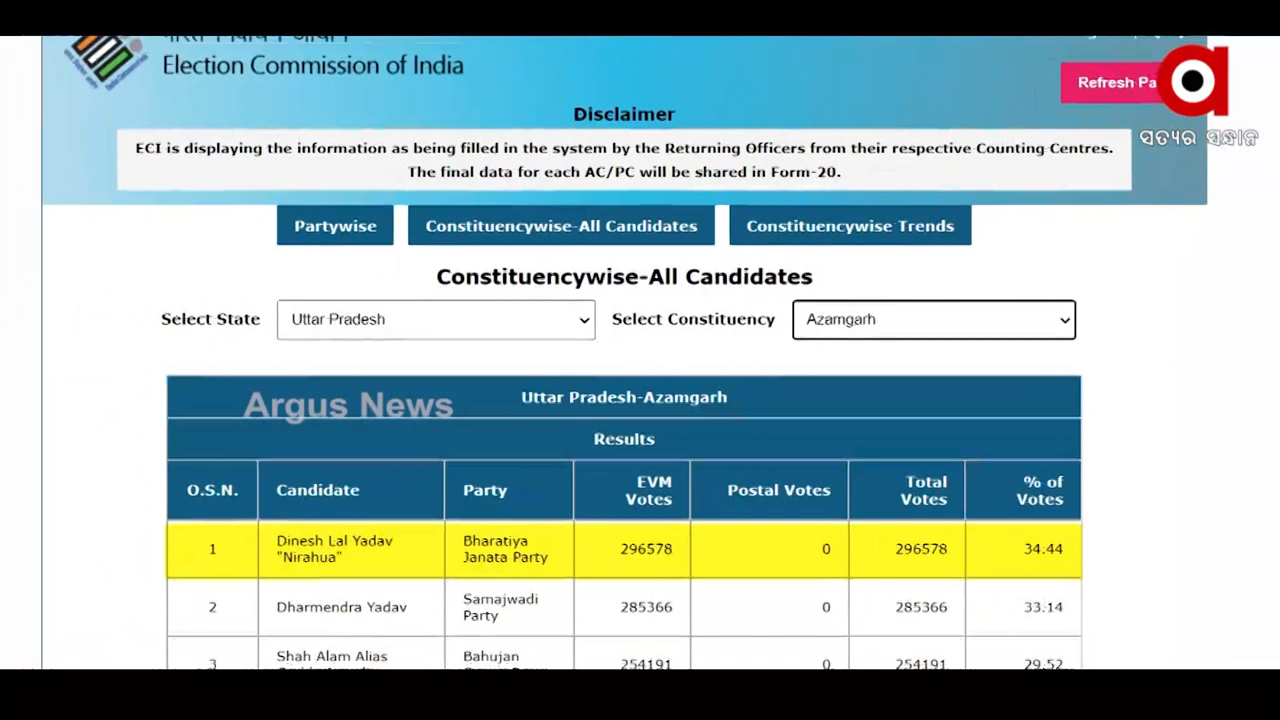 Election Commission of India
Refresh Pa
Disclaimer
ସତ୍ୟର ସନ୍ଧାନ
ECI is displaying the information as being filled in the system by the Returning Officers from their respective Counting Centres.
The final data for each AC/PC will be shared in Form-20.
Partywise Constituencywise-All Candidates Constituencywise Trends
Constituencywise-All Candidates
Select State Uttar Pradesh Select Constituency Azamgarh
Argus News
Uttar Pradesh-Azamgarh
Results
O.S.N. Candidate Party EVM Votes Postal Votes Total Votes % of Votes
1 Dinesh Lal Yadav "Nirahua" Bharatiya Janata Party 296578 0 296578 34.44
2 Dharmendra Yadav Samajwadi Party 285366 0 285366 33.14
3 Shah Alam Alias Bahujan 254191 0 254191 29.52